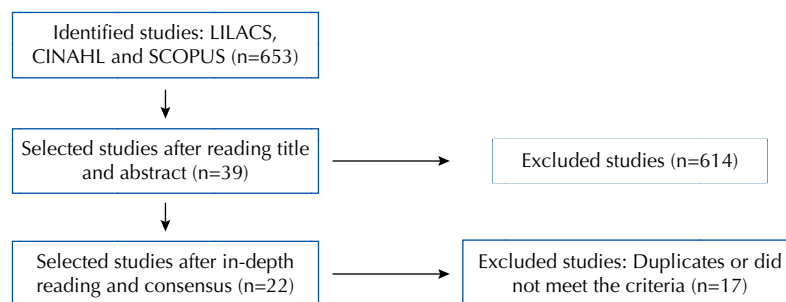 Identified studies: LILACS,
CINAHL and SCOPUS (n=653)
Selected studies after reading title
and abstract (n=39)
Excluded studies (n=614)
Selected studies after in-depth
reading and consensus (n=22)
Excluded studies: Duplicates or did
not meet the criteria (n=17)